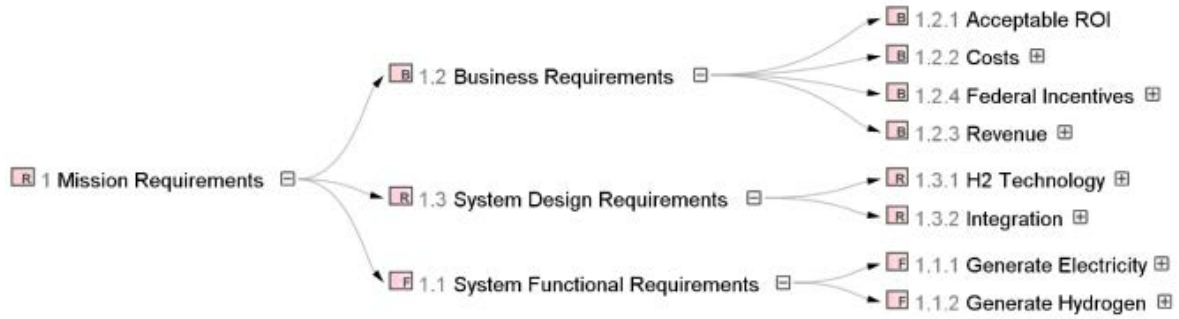 R 1 Mission Requirements
B 1.2 Business Requirements
B 1.2.1 Acceptable ROI
B 1.2.2 Costs
B 1.2.4 Federal Incentives
B 1.2.3 Revenue
R 1.3 System Design Requirements
R 1.3.1 H2 Technology
R 1.3.2 Integration
F 1.1 System Functional Requirements
F 1.1.1 Generate Electricity
F 1.1.2 Generate Hydrogen